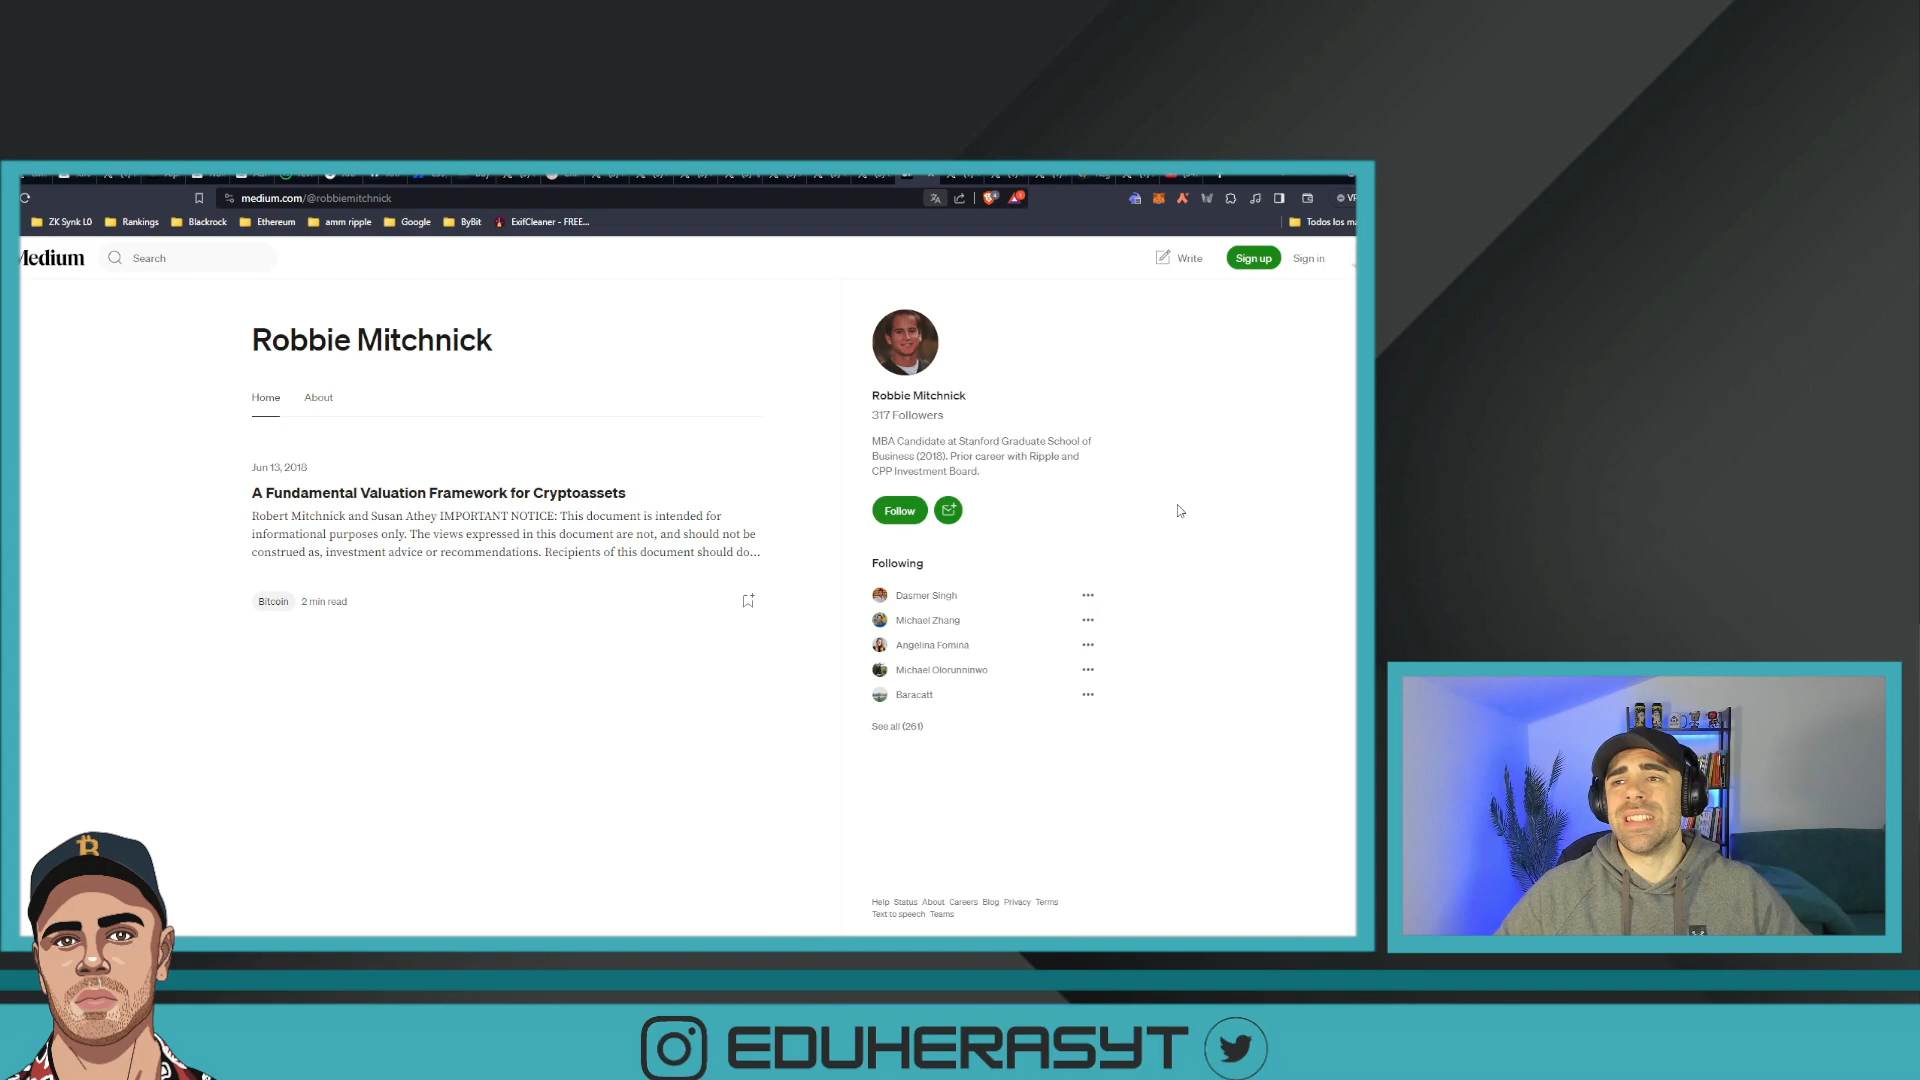 medium.com/@robbiemitchnick
VP
ZK Synk L0 Rankings Blackrock Ethereum amm ripple Google ByBit ExifCleaner - FREE... Todos los ma
Medium Search Write Sign up Sign in
Robbie Mitchnick
Home About
Jun 13, 2018
A Fundamental Valuation Framework for Cryptoassets
Robert Mitchnick and Susan Athey IMPORTANT NOTICE: This document is intended for
informational purposes only. The views expressed in this document are not, and should not be
construed as, investment advice or recommendations. Recipients of this document should do...
Bitcoin 2 min read
Robbie Mitchnick
317 Followers
MBA Candidate at Stanford Graduate School of
Business (2018). Prior career with Ripple and
CPP Investment Board.
Follow
Following
Dasmer Singh
Michael Zhang
Angelina Fomina
Michael Olorunninwo
Baracatt
See all (261)
Help Status About Careers Blog Privacy Terms
Text to speech Teams
EDUHERASYT